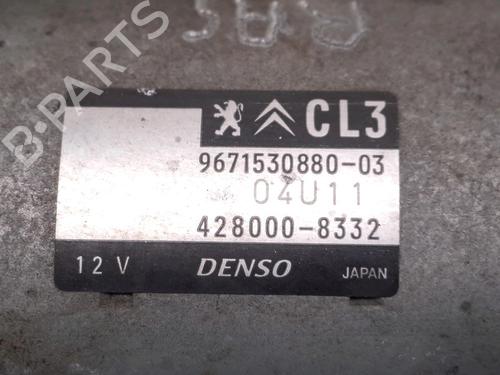 CL3
9671530880-03
04U11
428000-8332
12 V DENSO JAPAN
B-PARTS